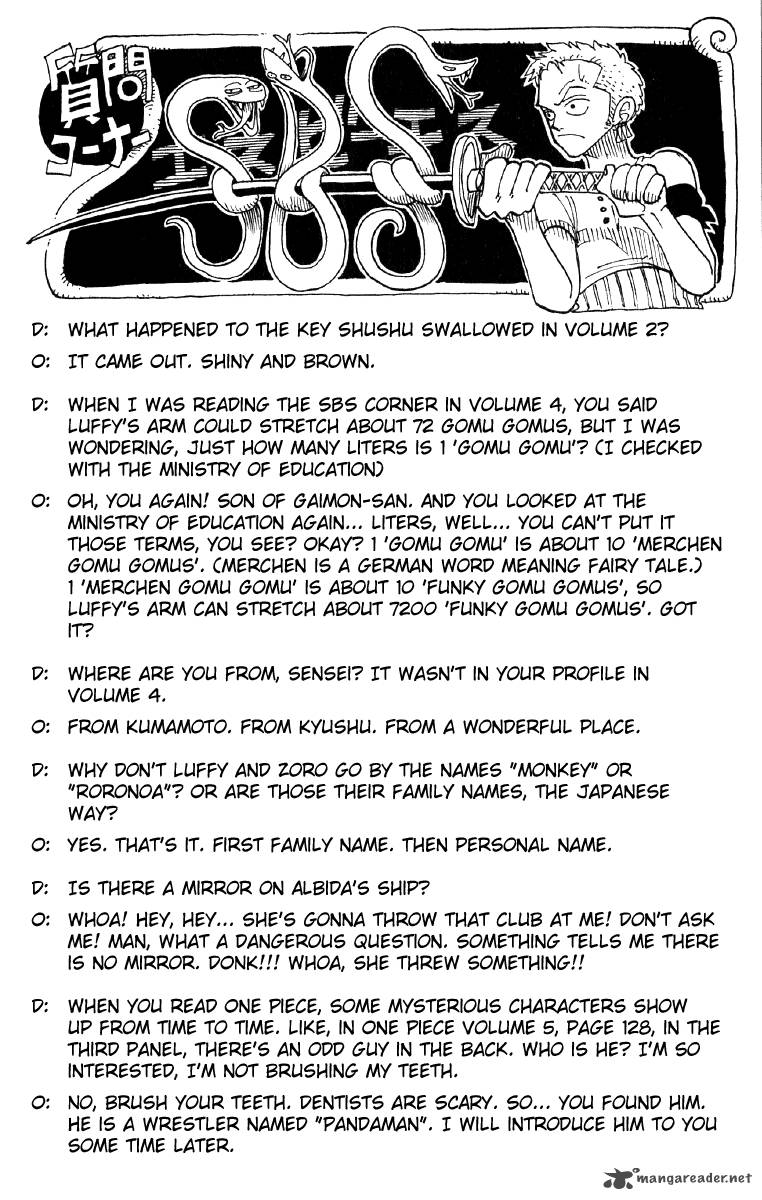 質問
コーナー
SBS
エスビーエス
D: WHAT HAPPENED TO THE KEY SHUSHU SWALLOWED IN VOLUME 2?
O: IT CAME OUT. SHINY AND BROWN.
D: WHEN I WAS READING THE SBS CORNER IN VOLUME 4, YOU SAID
LUFFY'S ARM COULD STRETCH ABOUT 72 GOMU GOMUS, BUT I WAS
WONDERING, JUST HOW MANY LITERS IS 1 'GOMU GOMU'? (I CHECKED
WITH THE MINISTRY OF EDUCATION)
O: OH, YOU AGAIN! SON OF GAIMON-SAN. AND YOU LOOKED AT THE
MINISTRY OF EDUCATION AGAIN... LITERS, WELL... YOU CAN'T PUT IT
THOSE TERMS, YOU SEE? OKAY? 1 'GOMU GOMU' IS ABOUT 10 'MERCHEN
GOMU GOMUS'. (MERCHEN IS A GERMAN WORD MEANING FAIRY TALE.)
1 'MERCHEN GOMU GOMU' IS ABOUT 10 'FUNKY GOMU GOMUS', SO
LUFFY'S ARM CAN STRETCH ABOUT 7200 'FUNKY GOMU GOMUS'. GOT
IT?
D: WHERE ARE YOU FROM, SENSEI? IT WASN'T IN YOUR PROFILE IN
VOLUME 4.
O: FROM KUMAMOTO. FROM KYUSHU. FROM A WONDERFUL PLACE.
D: WHY DON'T LUFFY AND ZORO GO BY THE NAMES "MONKEY" OR
"RORONOA"? OR ARE THOSE THEIR FAMILY NAMES, THE JAPANESE
WAY?
O: YES. THAT'S IT. FIRST FAMILY NAME. THEN PERSONAL NAME.
D: IS THERE A MIRROR ON ALBIDA'S SHIP?
O: WHOA! HEY, HEY... SHE'S GONNA THROW THAT CLUB AT ME! DON'T ASK
ME! MAN, WHAT A DANGEROUS QUESTION. SOMETHING TELLS ME THERE
IS NO MIRROR. DONK!!! WHOA, SHE THREW SOMETHING!!
D: WHEN YOU READ ONE PIECE, SOME MYSTERIOUS CHARACTERS SHOW
UP FROM TIME TO TIME. LIKE, IN ONE PIECE VOLUME 5, PAGE 128, IN THE
THIRD PANEL, THERE'S AN ODD GUY IN THE BACK. WHO IS HE? I'M SO
INTERESTED, I'M NOT BRUSHING MY TEETH.
O: NO, BRUSH YOUR TEETH. DENTISTS ARE SCARY. SO... YOU FOUND HIM.
HE IS A WRESTLER NAMED "PANDAMAN". I WILL INTRODUCE HIM TO YOU
SOME TIME LATER.
mangareader.net